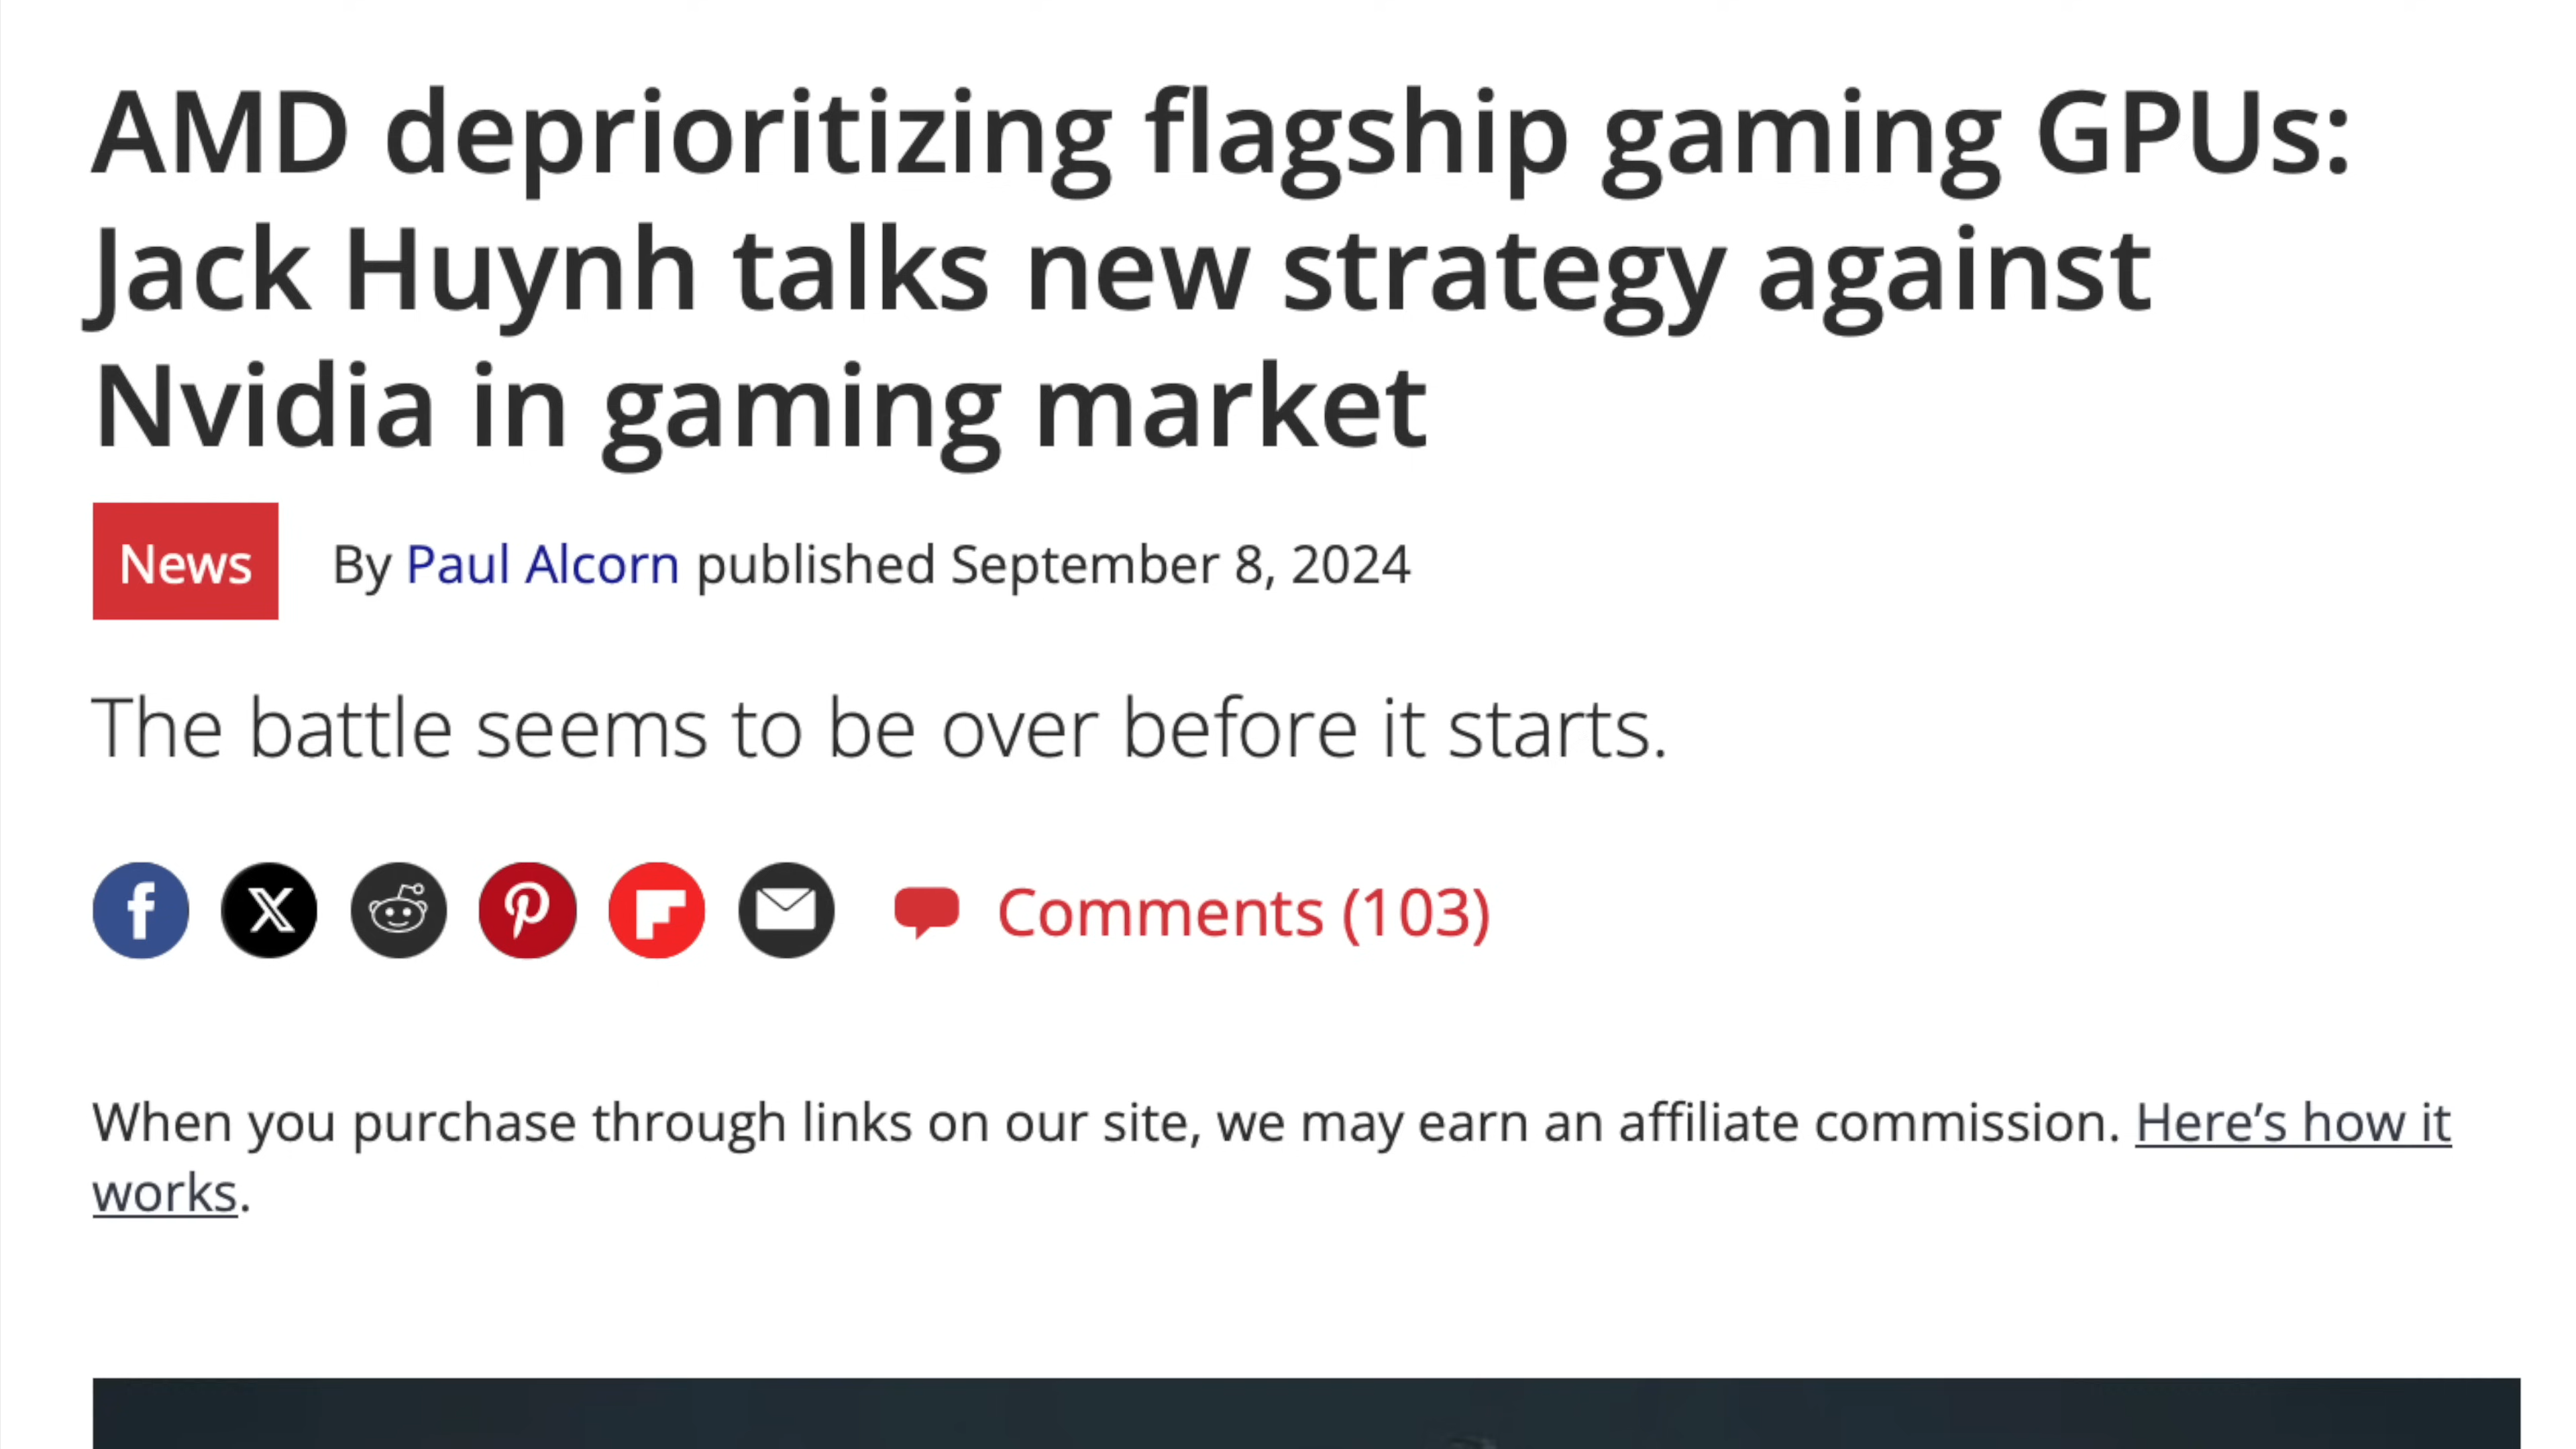 AMD deprioritizing flagship gaming GPUs:
Jack Huynh talks new strategy against
Nvidia in gaming market
News By Paul Alcorn published September 8, 2024
The battle seems to be over before it starts.
Comments (103)
When you purchase through links on our site, we may earn an affiliate commission. Here’s how it
works.